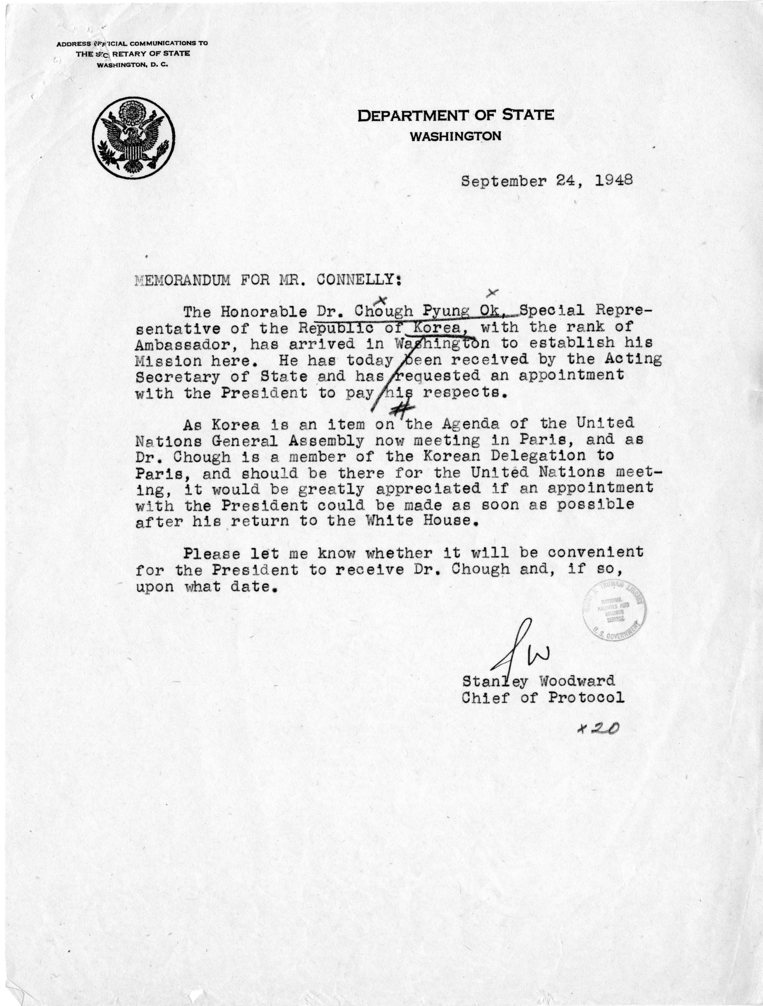 ADDRESS OFFICIAL COMMUNICATIONS TO
THE SECRETARY OF STATE
WASHINGTON, D. C.
DEPARTMENT OF STATE
WASHINGTON
September 24, 1948
MEMORANDUM FOR MR. CONNELLY:
The Honorable Dr. Chough Pyung Ok, Special Repre-
sentative of the Republic of Korea, with the rank of
Ambassador, has arrived in Washington to establish his
Mission here. He has today been received by the Acting
Secretary of State and has requested an appointment
with the President to pay his respects.
As Korea is an item on the Agenda of the United
Nations General Assembly now meeting in Paris, and as
Dr. Chough is a member of the Korean Delegation to
Paris, and should be there for the United Nations meet-
ing, it would be greatly appreciated if an appointment
with the President could be made as soon as possible
after his return to the White House.
Please let me know whether it will be convenient
for the President to receive Dr. Chough and, if so,
upon what date.
U. S. GOVERNMENT
SW
Stanley Woodward
Chief of Protocol
x20